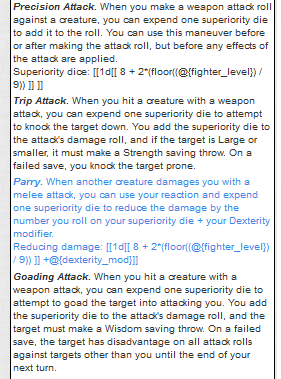 Precision Attack. When you make a weapon attack roll
against a creature, you can expend one superiority die
to add it to the roll. You can use this maneuver before
or after making the attack roll, but before any effects of
the attack are applied.
Superiority dice: [[1d[[ 8 + 2*(floor((@{fighter_level}) /
9)) ]] ]]
Trip Attack. When you hit a creature with a weapon
attack, you can expend one superiority die to attempt
to knock the target down. You add the superiority die to
the attack's damage roll, and if the target is Large or
smaller, it must make a Strength saving throw. On a
failed save, you knock the target prone.
Parry. When another creature damages you with a
melee attack, you can use your reaction and expend
one superiority die to reduce the damage by the
number you roll on your superiority die + your Dexterity
modifier.
Reducing damage: [[1d[[ 8 + 2*(floor((@{fighter_level})
/ 9)) ]] +@{dexterity_mod}]]
Goading Attack. When you hit a creature with a
weapon attack, you can expend one superiority die to
attempt to goad the target into attacking you. You add
the superiority die to the attack's damage roll, and the
target must make a Wisdom saving throw. On a failed
save, the target has disadvantage on all attack rolls
against targets other than you until the end of your
next turn.